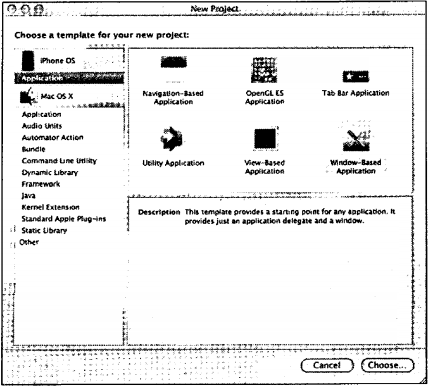 New Project
Choose a template for your new project:
iPhone OS
Application
Mac OS X
Application
Audio Units
Automator Action
Bundle
Command Line Utility
Dynamic Library
Framework
Java
Kernel Extension
Standard Apple Plug-ins
Static Library
Other
Navigation-Based
Application
OpenGL ES
Application
Tab Bar Application
Utility Application
View-Based
Application
Window-Based
Application
Description This template provides a starting point for any application. It
provides just an application delegate and a window.
Cancel
Choose...